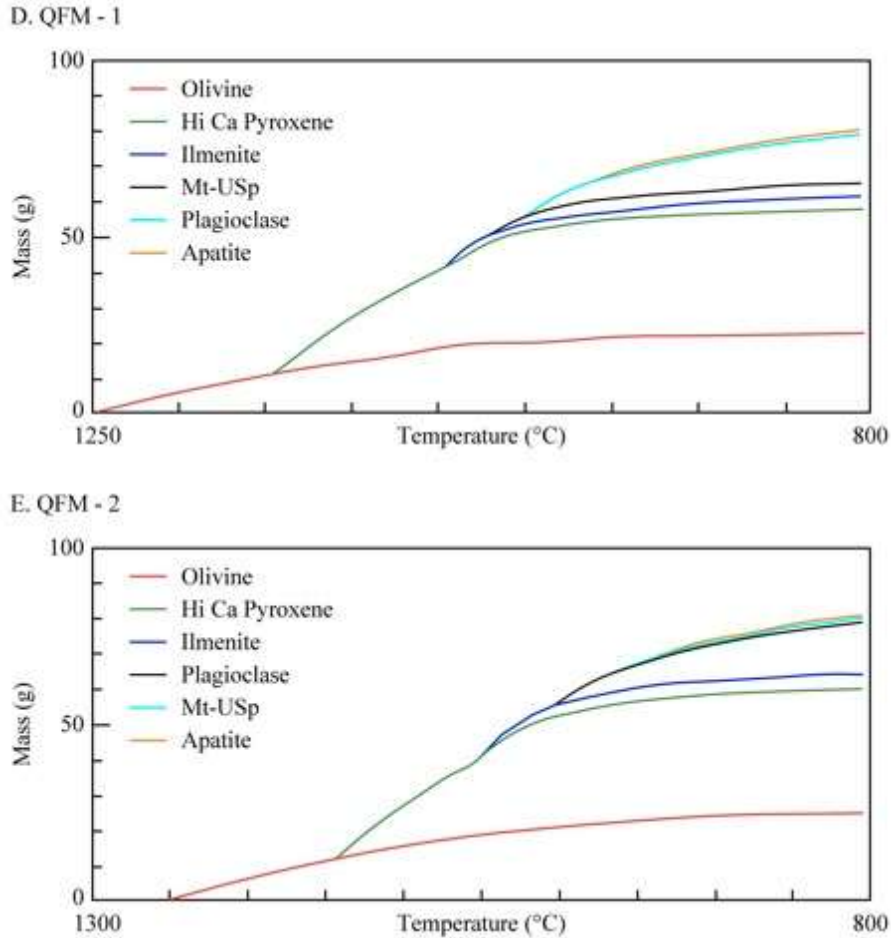 D. QFM - 1
100
Olivine
Hi Ca Pyroxene
Ilmenite
Mt-USp
Plagioclase
Apatite
50
Mass (g)
0
1250
Temperature (°C)
800
E. QFM - 2
100
Olivine
Hi Ca Pyroxene
Ilmenite
Plagioclase
Mt-USp
Apatite
50
Mass (g)
0
1300
Temperature (°C)
800